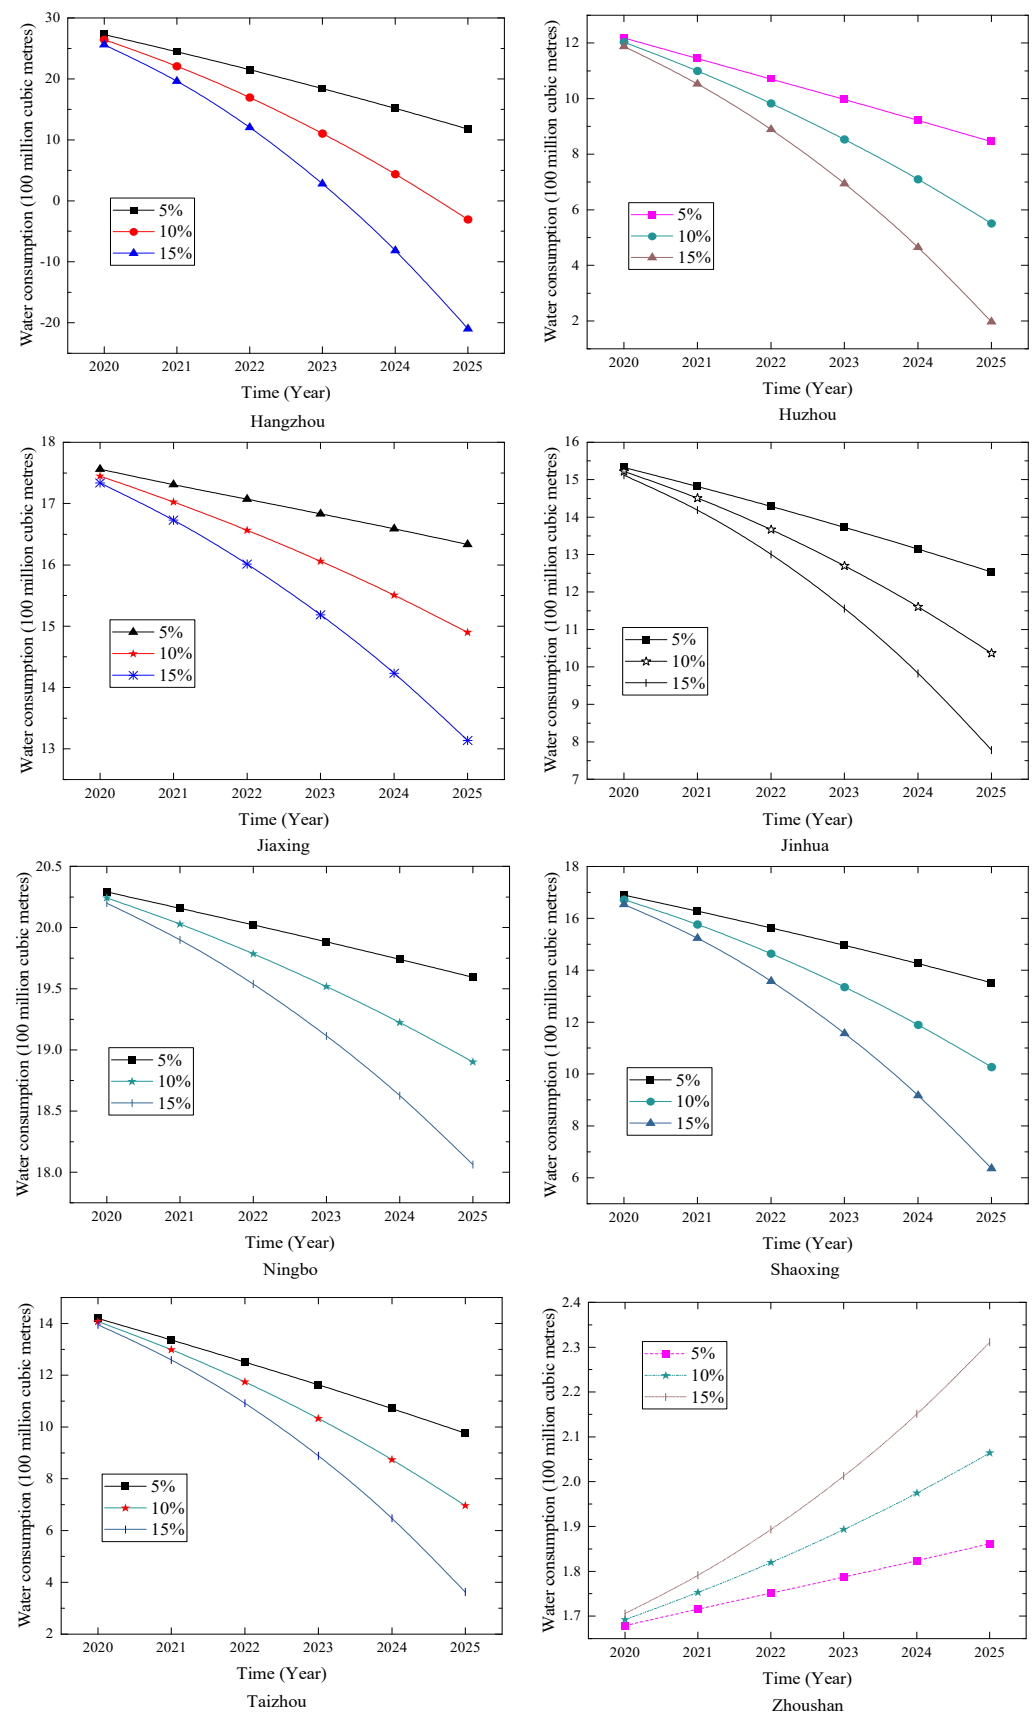 Water consumption (100 million cubic metres)
30
20
10
0
-10
-20
5%
10%
15%
2020 2021 2022 2023 2024 2025
Time (Year)
Hangzhou
Water consumption (100 million cubic metres)
12
10
8
6
4
2
5%
10%
15%
2020 2021 2022 2023 2024 2025
Time (Year)
Huzhou
Water consumption (100 million cubic metres)
18
17
16
15
14
13
5%
10%
15%
2020 2021 2022 2023 2024 2025
Time (Year)
Jiaxing
Water consumption (100 million cubic metres)
16
15
14
13
12
11
10
9
8
7
5%
10%
15%
2020 2021 2022 2023 2024 2025
Time (Year)
Jinhua
Water consumption (100 million cubic metres)
20.5
20.0
19.5
19.0
18.5
18.0
5%
10%
15%
2020 2021 2022 2023 2024 2025
Time (Year)
Ningbo
Water consumption (100 million cubic metres)
18
16
14
12
10
8
6
5%
10%
15%
2020 2021 2022 2023 2024 2025
Time (Year)
Shaoxing
Water consumption (100 million cubic metres)
14
12
10
8
6
4
2
5%
10%
15%
2020 2021 2022 2023 2024 2025
Time (Year)
Taizhou
Water consumption (100 million cubic metres)
2.4
2.3
2.2
2.1
2.0
1.9
1.8
1.7
5%
10%
15%
2020 2021 2022 2023 2024 2025
Time (Year)
Zhoushan